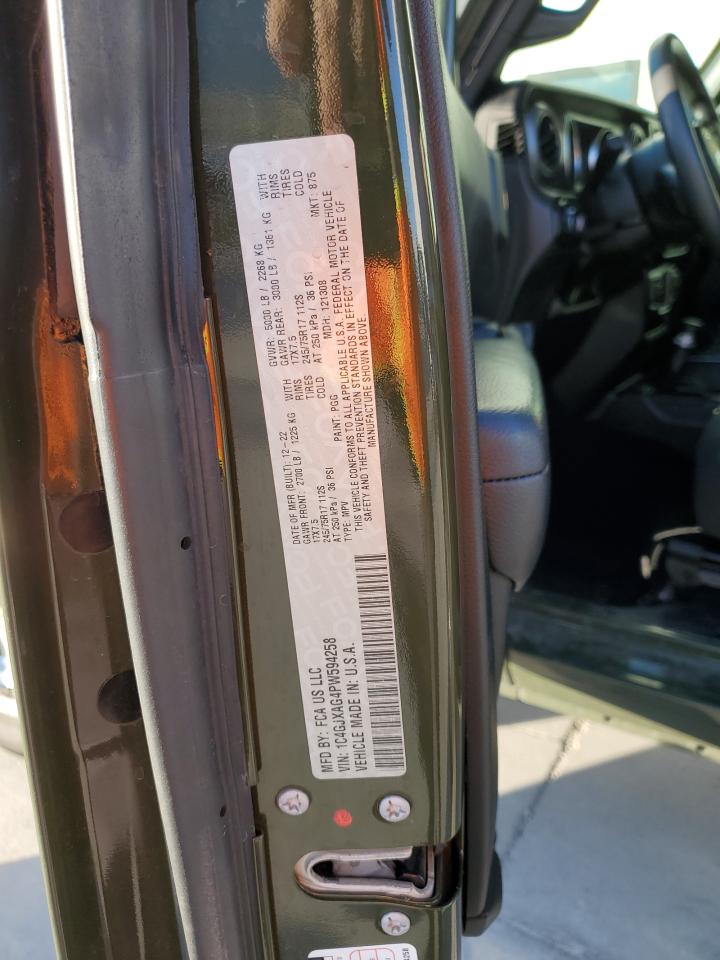 MFD BY: FCA US LLC
VIN: 1C4GJXAG4PW594258
VEHICLE MADE IN: U.S.A.
DATE OF MFR (BUILT): 12-22 GVWR: 5000 LB / 2268 KG
GAWR FRONT: 2700 LB / 1225 KG WITH GAWR REAR: 3000 LB / 1361 KG WITH
17X7.5 RIMS 17X7.5 RIMS
245/75R17 112S TIRES 245/75R17 112S TIRES
AT 250 kPa / 36 PSI COLD AT 250 kPa / 36 PSI COLD
TYPE: MPV PAINT: PGG MDH: 121308 MKT: 875
THIS VEHICLE CONFORMS TO ALL APPLICABLE U.S.A. FEDERAL MOTOR VEHICLE
SAFETY AND THEFT PREVENTION STANDARDS IN EFFECT ON THE DATE OF
MANUFACTURE SHOWN ABOVE.